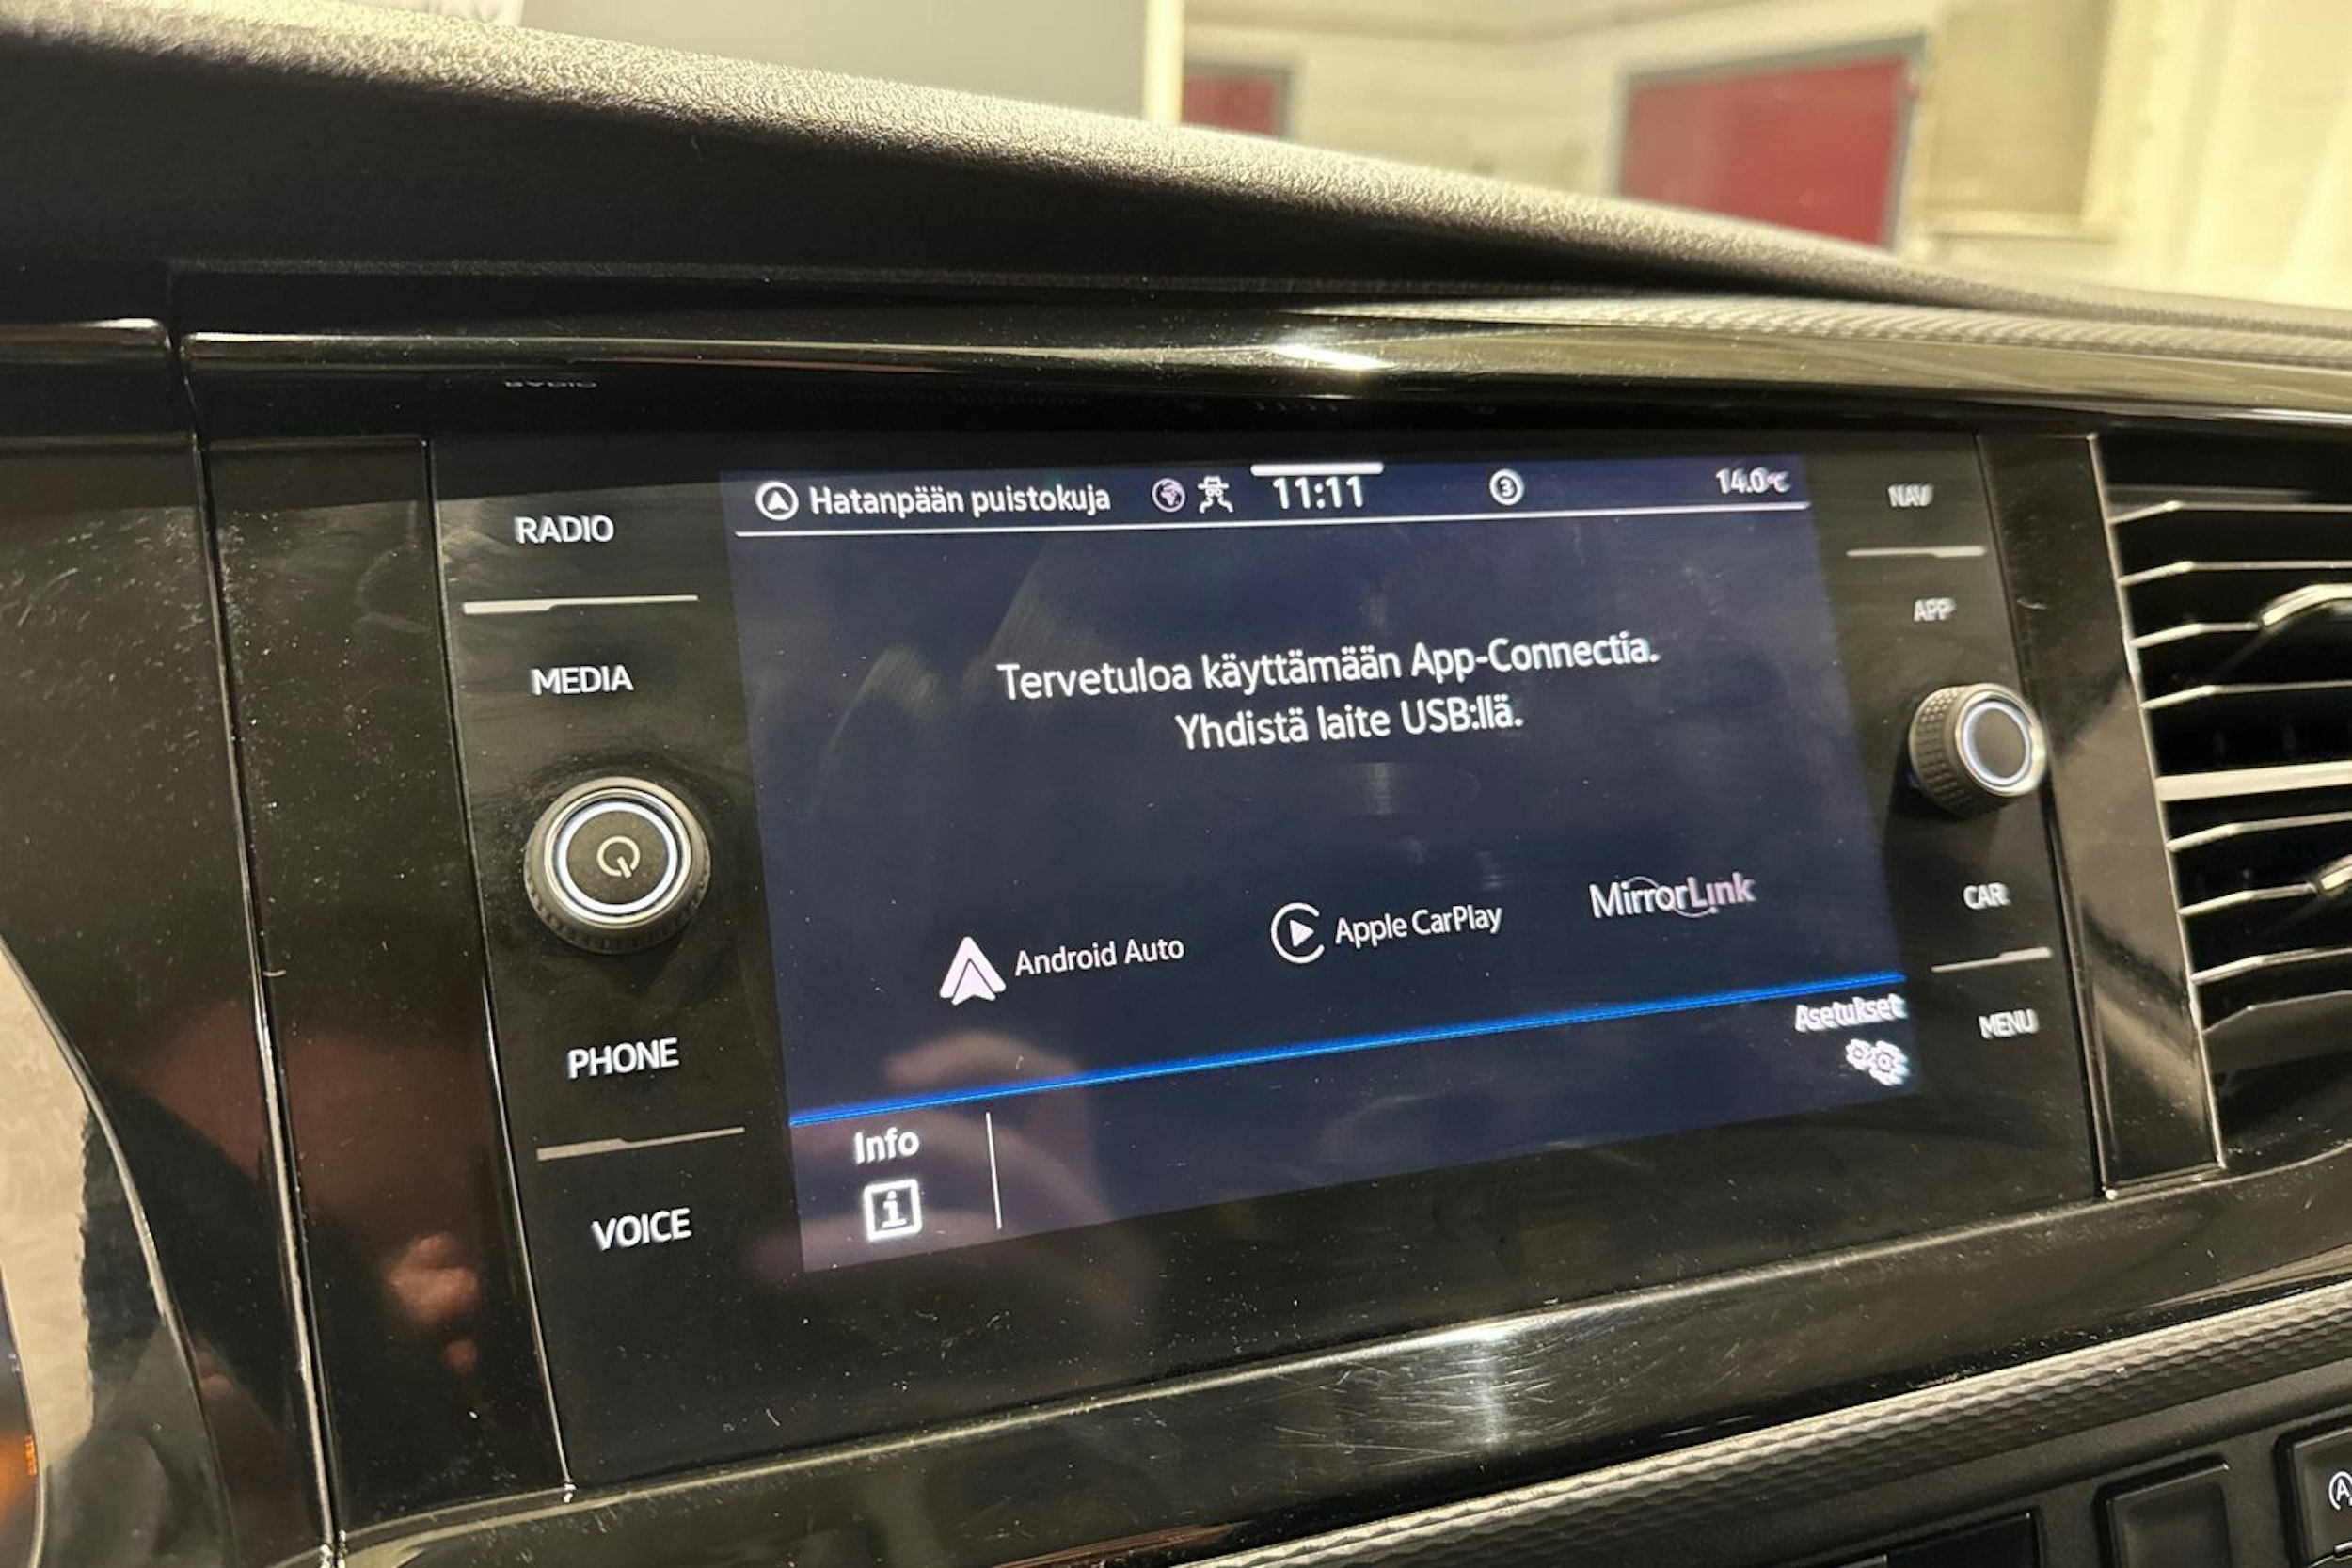 Hatanpään puistokuja 11:11 3 14.0°C
RADIO
MEDIA
PHONE
VOICE
Tervetuloa käyttämään App-Connectia.
Yhdistä laite USB:llä.
Android Auto
Apple CarPlay
MirrorLink
Asetukset
Info
i
NAV
APP
CAR
MENU